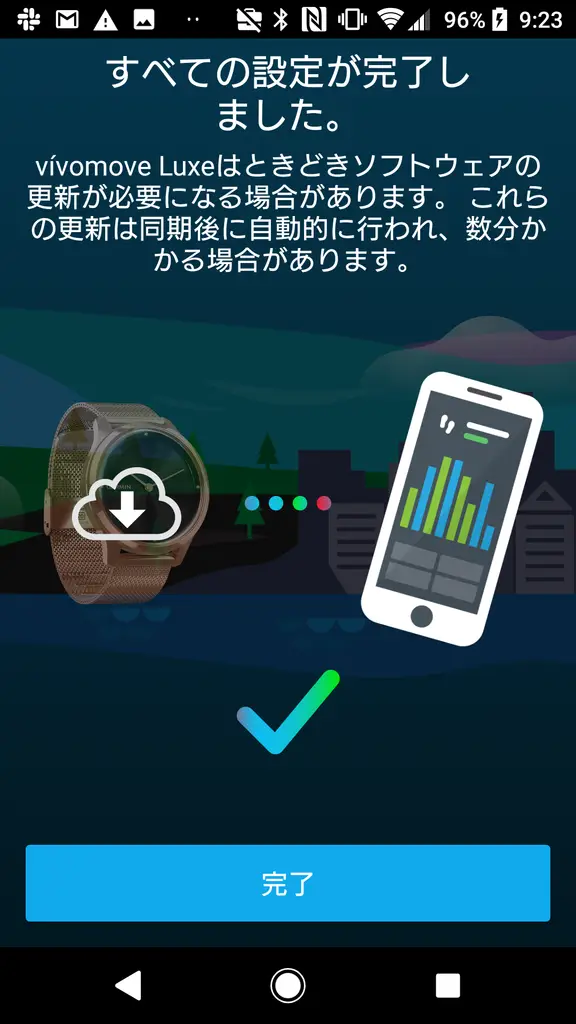 96% 9:23
すべての設定が完了し
ました。
vívomove Luxeはときどきソフトウェアの
更新が必要になる場合があります。 これら
の更新は同期後に自動的に行われ、数分か
かる場合があります。
完了